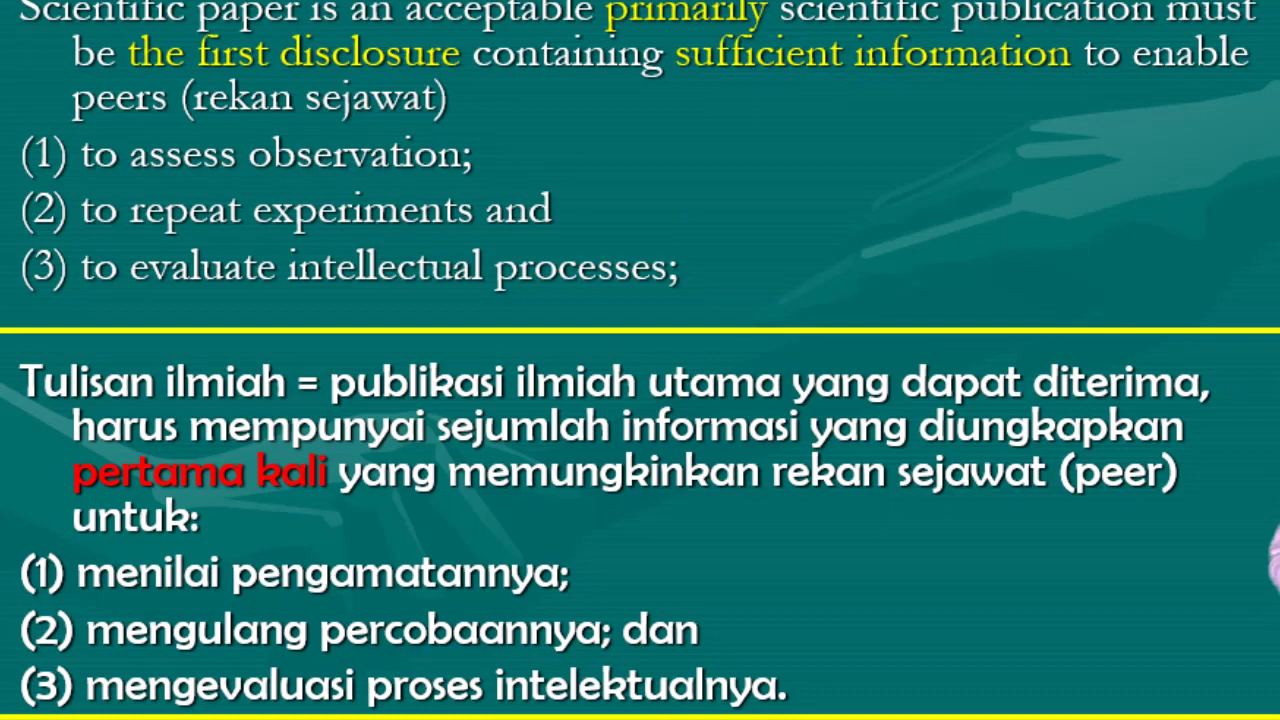 Scientific paper is an acceptable primarily scientific publication must
be the first disclosure containing sufficient information to enable
peers (rekan sejawat)
(1) to assess observation;
(2) to repeat experiments and
(3) to evaluate intellectual processes;
Tulisan ilmiah = publikasi ilmiah utama yang dapat diterima,
harus mempunyai sejumlah informasi yang diungkapkan
pertama kali yang memungkinkan rekan sejawat (peer)
untuk:
(1) menilai pengamatannya;
(2) mengulang percobaannya; dan
(3) mengevaluasi proses intelektualnya.